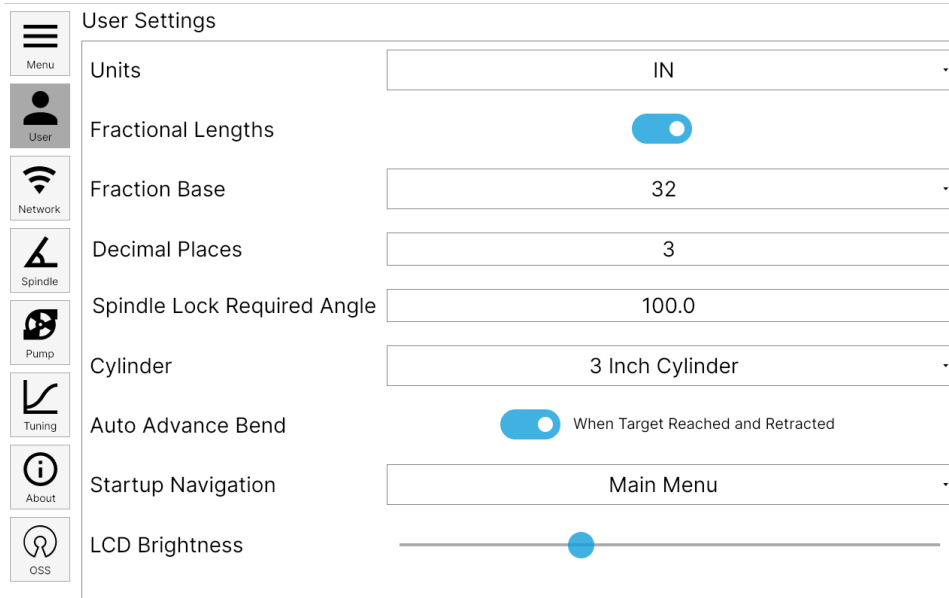 User Settings
Menu
User
Network
Spindle
Pump
Tuning
About
OSS
Units IN
Fractional Lengths
Fraction Base 32
Decimal Places 3
Spindle Lock Required Angle 100.0
Cylinder 3 Inch Cylinder
Auto Advance Bend When Target Reached and Retracted
Startup Navigation Main Menu
LCD Brightness